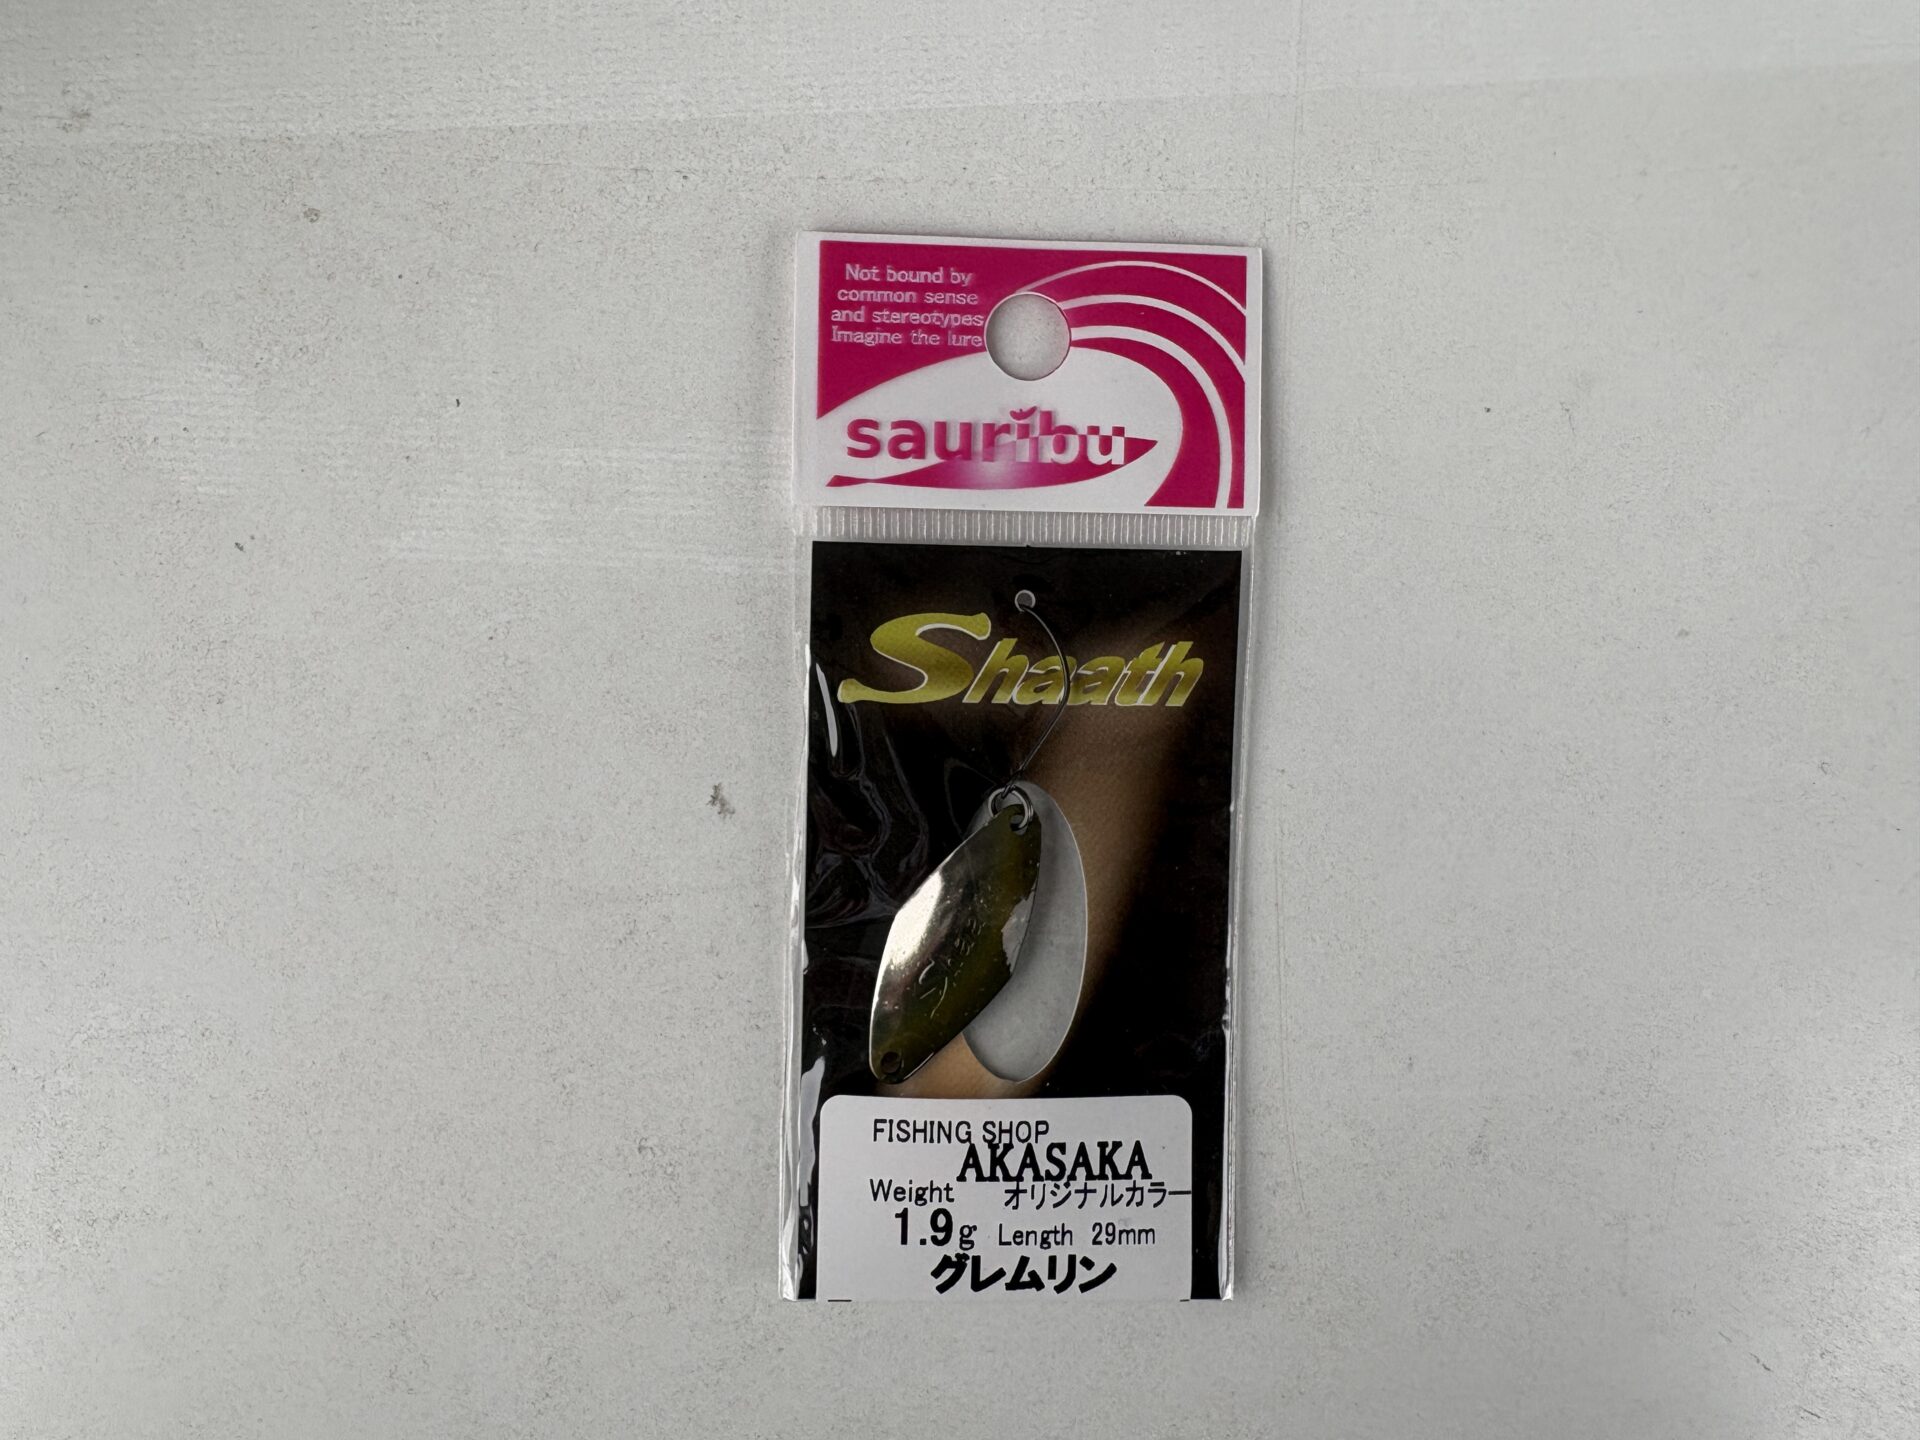 Not bound by
common sense
and stereotypes
Imagine the lure
sauribu
Shaath
FISHING SHOP
AKASAKA
Weight オリジナルカラー
1.9g Length 29mm
グレムリン